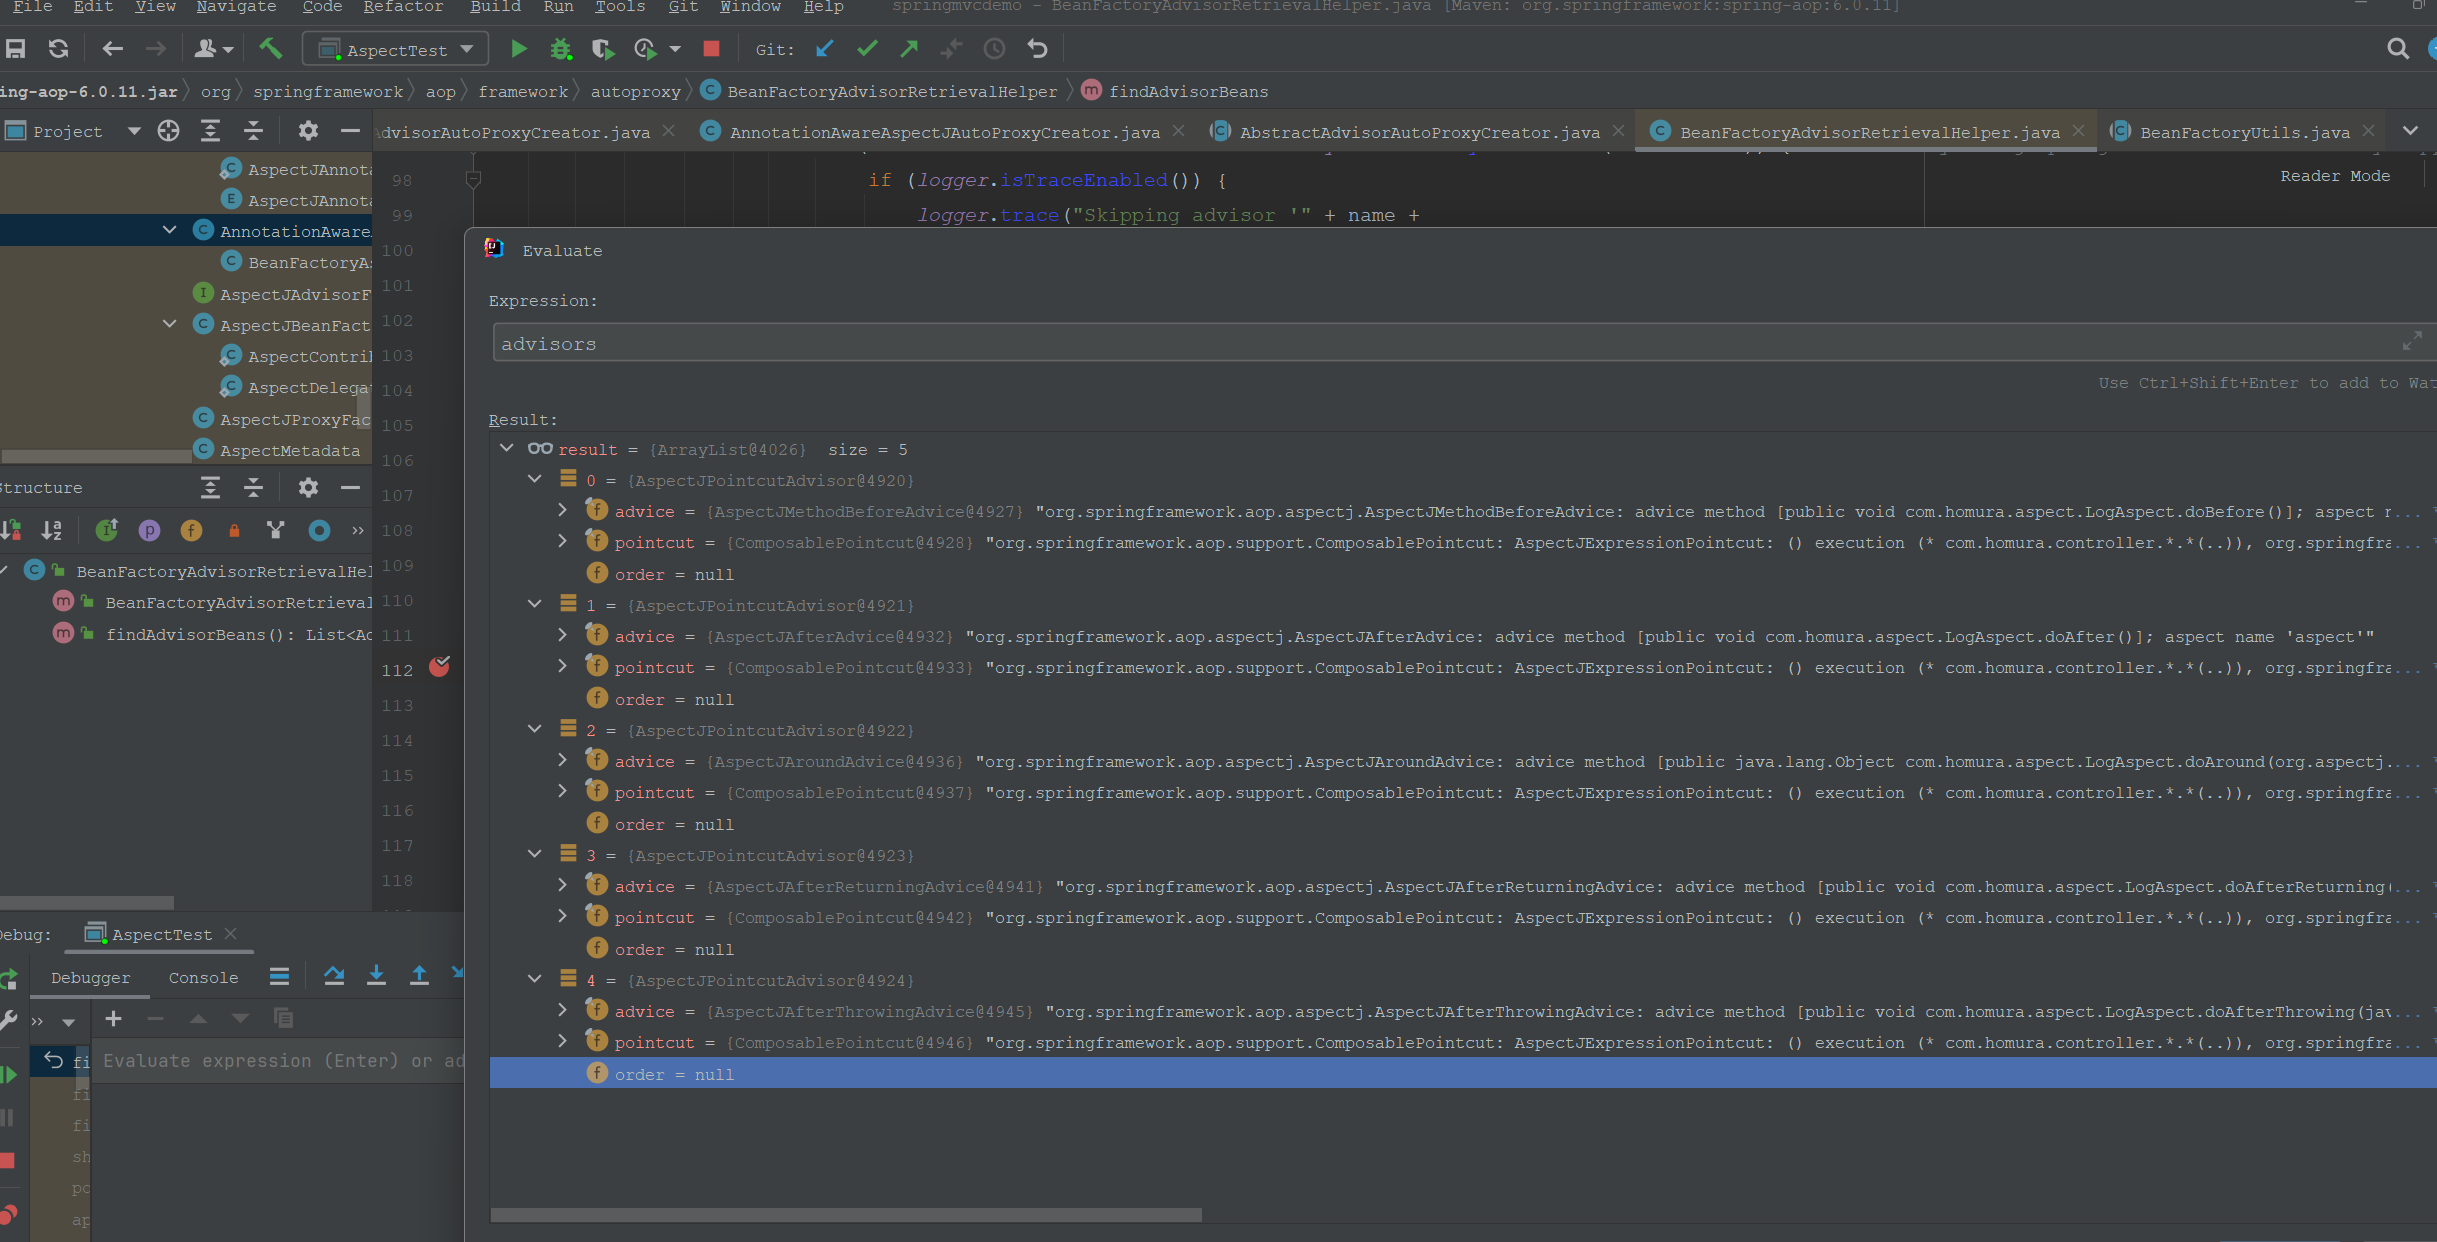 File Edit View Navigate Code Refactor Build Run Tools Git Window Help springmvcdemo - BeanFactoryAdvisorRetrievalHelper.java [Maven: org.springframework:spring-aop:6.0.11]
AspectTest Git:
ing-aop-6.0.11.jar org springframework aop framework autoproxy BeanFactoryAdvisorRetrievalHelper findAdvisorBeans
Project dvisorAutoProxyCreator.java AnnotationAwareAspectJAutoProxyCreator.java AbstractAdvisorAutoProxyCreator.java BeanFactoryAdvisorRetrievalHelper.java BeanFactoryUtils.java
AspectJAnnota
AspectJAnnota
AnnotationAware
BeanFactoryAs
AspectJAdvisorF
AspectJBeanFact
AspectContri
AspectDelega
AspectJProxyFac
AspectMetadata
98 if (logger.isTraceEnabled()) {
Reader Mode
99 logger.trace("Skipping advisor '" + name +
100
101
102
103
104
105
106
107
108
109
110
111
112
113
114
115
116
117
118
Structure
BeanFactoryAdvisorRetrievalHel
BeanFactoryAdvisorRetrieval
findAdvisorBeans(): List<Ad
Evaluate
Expression:
advisors
Use Ctrl+Shift+Enter to add to Wat
Result:
result = {ArrayList@4026} size = 5
0 = {AspectJPointcutAdvisor@4920}
advice = {AspectJMethodBeforeAdvice@4927} "org.springframework.aop.aspectj.AspectJMethodBeforeAdvice: advice method [public void com.homura.aspect.LogAspect.doBefore()]; aspect n...
pointcut = {ComposablePointcut@4928} "org.springframework.aop.support.ComposablePointcut: AspectJExpressionPointcut: () execution (* com.homura.controller.*.*(..)), org.springfra...
order = null
1 = {AspectJPointcutAdvisor@4921}
advice = {AspectJAfterAdvice@4932} "org.springframework.aop.aspectj.AspectJAfterAdvice: advice method [public void com.homura.aspect.LogAspect.doAfter()]; aspect name 'aspect'"
pointcut = {ComposablePointcut@4933} "org.springframework.aop.support.ComposablePointcut: AspectJExpressionPointcut: () execution (* com.homura.controller.*.*(..)), org.springfra...
order = null
2 = {AspectJPointcutAdvisor@4922}
advice = {AspectJAroundAdvice@4936} "org.springframework.aop.aspectj.AspectJAroundAdvice: advice method [public java.lang.Object com.homura.aspect.LogAspect.doAround(org.aspectj....
pointcut = {ComposablePointcut@4937} "org.springframework.aop.support.ComposablePointcut: AspectJExpressionPointcut: () execution (* com.homura.controller.*.*(..)), org.springfra...
order = null
3 = {AspectJPointcutAdvisor@4923}
advice = {AspectJAfterReturningAdvice@4941} "org.springframework.aop.aspectj.AspectJAfterReturningAdvice: advice method [public void com.homura.aspect.LogAspect.doAfterReturning(...
pointcut = {ComposablePointcut@4942} "org.springframework.aop.support.ComposablePointcut: AspectJExpressionPointcut: () execution (* com.homura.controller.*.*(..)), org.springfra...
order = null
4 = {AspectJPointcutAdvisor@4924}
advice = {AspectJAfterThrowingAdvice@4945} "org.springframework.aop.aspectj.AspectJAfterThrowingAdvice: advice method [public void com.homura.aspect.LogAspect.doAfterThrowing(jav...
pointcut = {ComposablePointcut@4946} "org.springframework.aop.support.ComposablePointcut: AspectJExpressionPointcut: () execution (* com.homura.controller.*.*(..)), org.springfra...
order = null
Debug: AspectTest
Debugger Console
Evaluate expression (Enter) or ad
fi
fi
fi
sh
po
ap